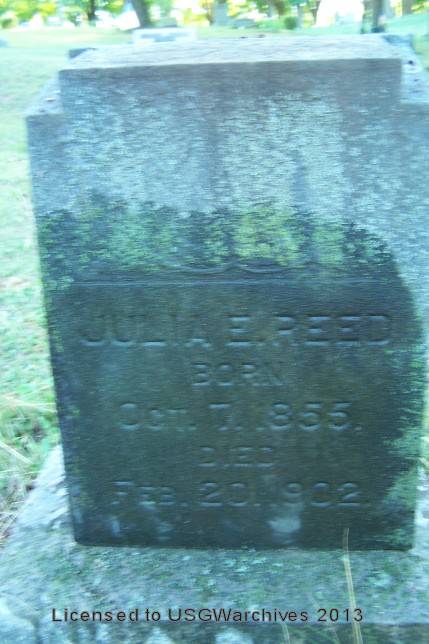 JULIA E. REED
BORN
OCT. 7, 1855.
DIED
FEB. 20, 1902.
Licensed to USGWarchives 2013